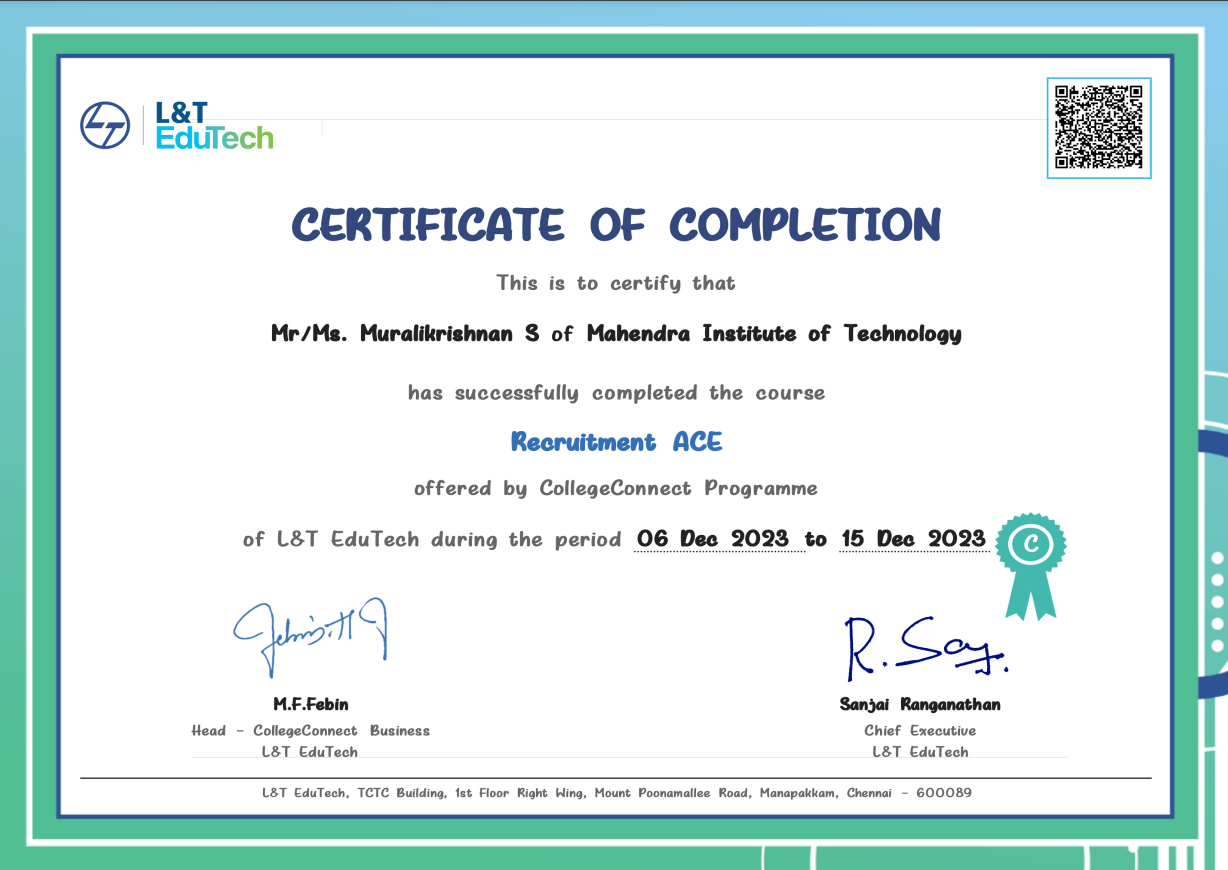 L&T
EduTech
CERTIFICATE OF COMPLETION
This is to certify that
Mr/Ms. Muralikrishnan S of Mahendra Institute of Technology
has successfully completed the course
Recruitment ACE
offered by CollegeConnect Programme
of L&T EduTech during the period 06 Dec 2023 to 15 Dec 2023
C
R. Say.
M.F.Febin
Head - CollegeConnect Business
L&T EduTech
Sanjai Ranganathan
Chief Executive
L&T EduTech
L&T EduTech, TCTC Building, 1st Floor Right Wing, Mount Poonamallee Road, Manapakkam, Chennai - 600089